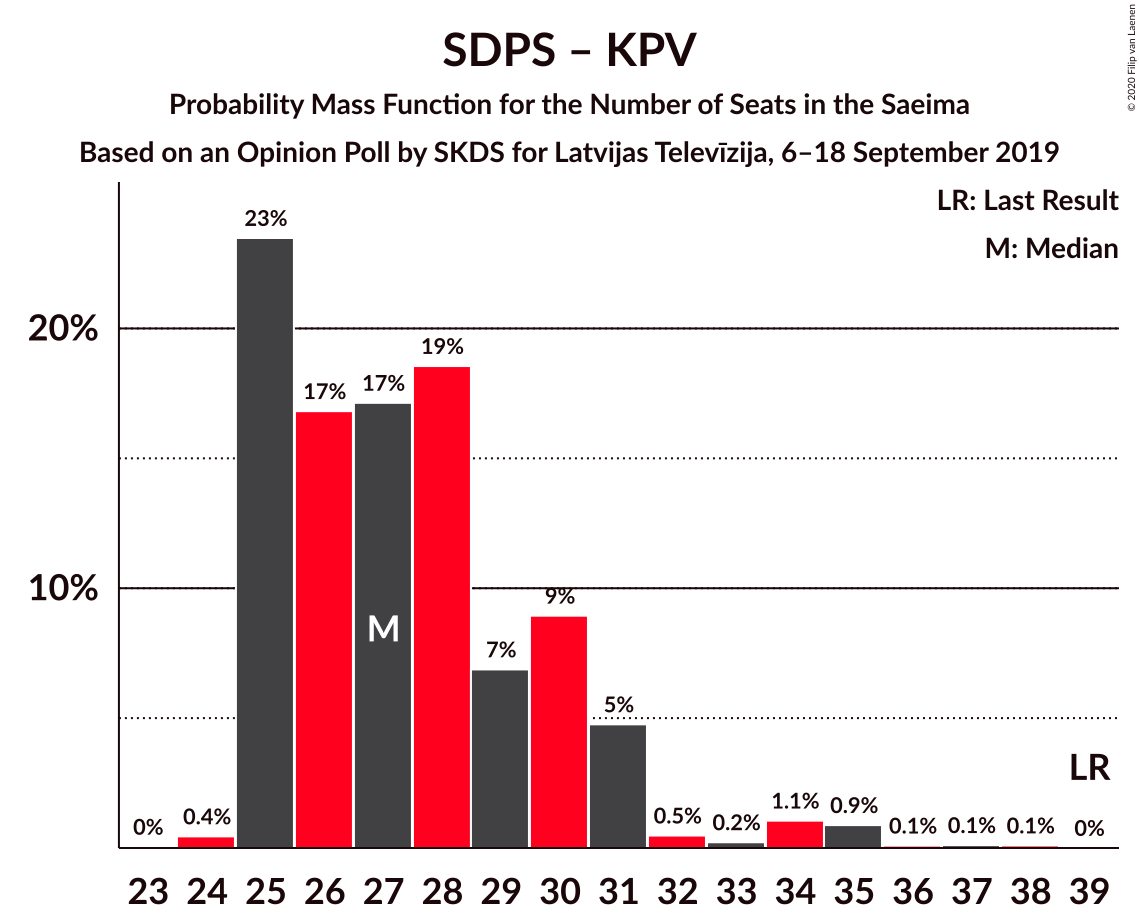 SDPS – KPV
Probability Mass Function for the Number of Seats in the Saeima
Based on an Opinion Poll by SKDS for Latvijas Televīzija, 6–18 September 2019
© 2020 Filip van Laenen
LR: Last Result
M: Median
23%
20%
19%
17%
17%
10%
9%
M
7%
5%
LR
0%
0.4%
0.5%
0.2%
1.1%
0.9%
0.1%
0.1%
0.1%
0%
23 24 25 26 27 28 29 30 31 32 33 34 35 36 37 38 39